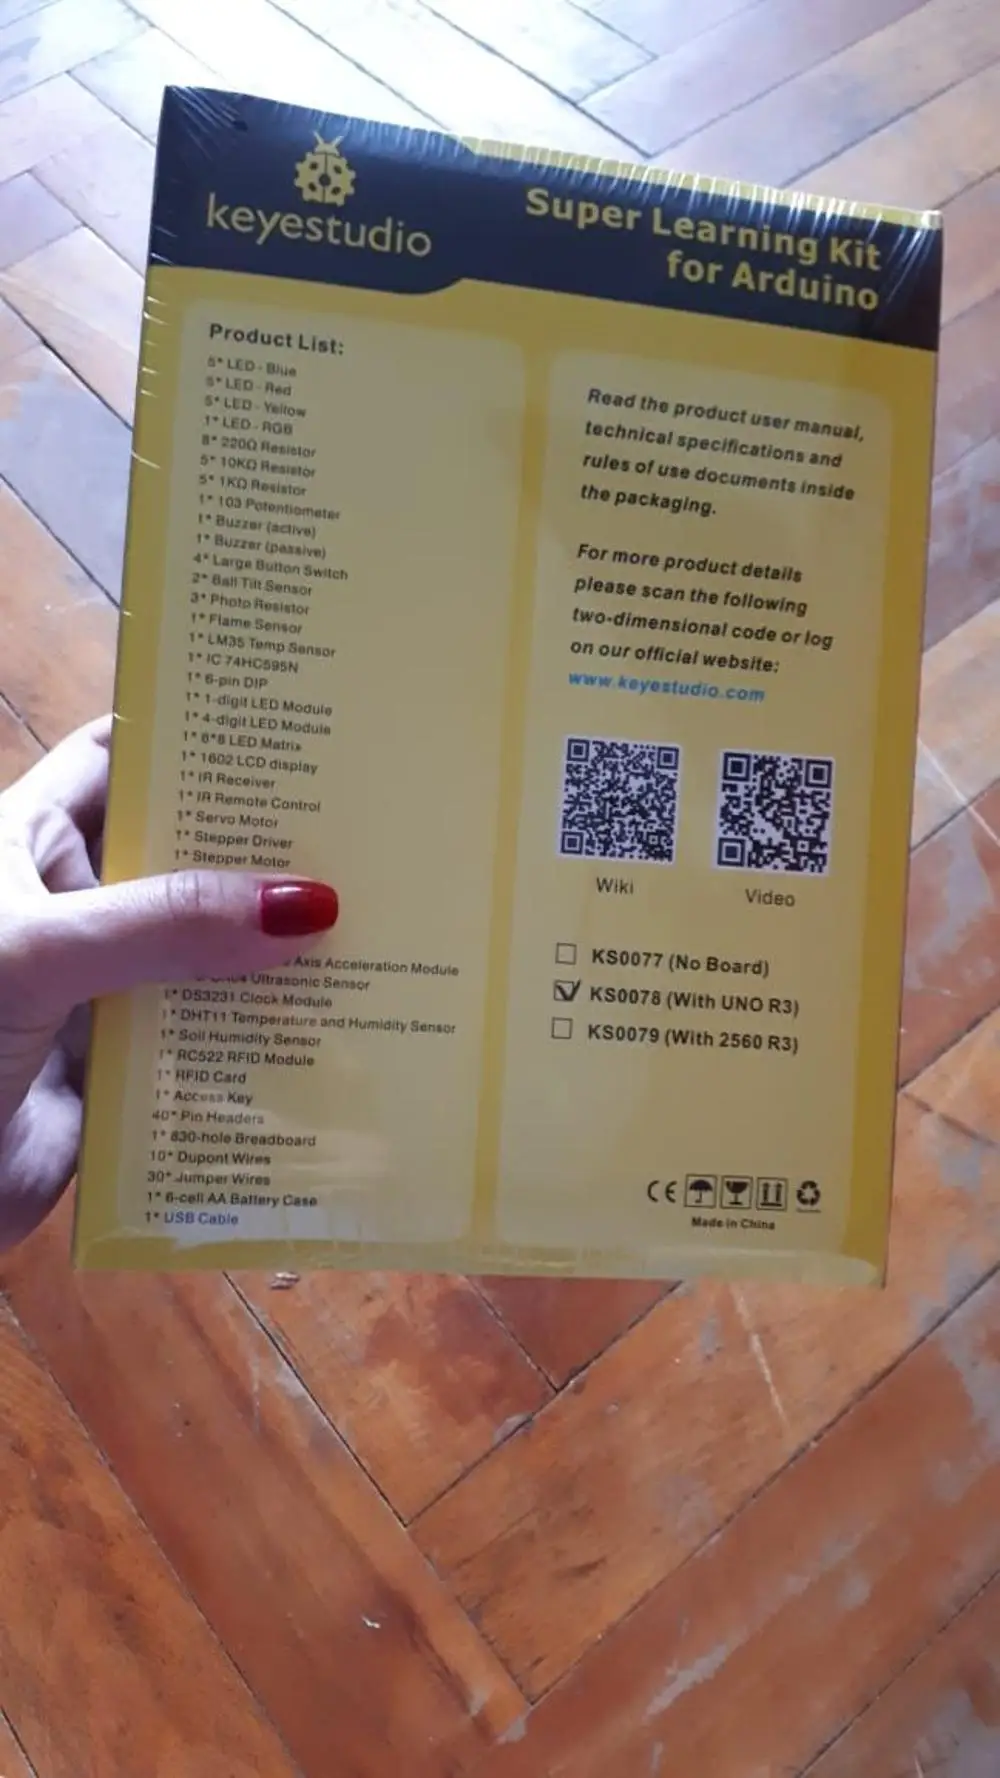 keyestudio
Super Learning Kit
for Arduino
Product List:
5* LED - Blue
5* LED - Red
5* LED - Yellow
1* LED - RGB
8* 220Ω Resistor
5* 10KΩ Resistor
5* 1KΩ Resistor
1* 103 Potentiometer
1* Buzzer (active)
1* Buzzer (passive)
4* Large Button Switch
2* Ball Tilt Sensor
3* Photo Resistor
1* Flame Sensor
1* LM35 Temp Sensor
1* IC 74HC595N
1* 6-pin DIP
1* 1-digit LED Module
1* 4-digit LED Module
1* 8*8 LED Matrix
1* 1602 LCD display
1* IR Receiver
1* IR Remote Control
1* Servo Motor
1* Stepper Driver
1* Stepper Motor
Axis Acceleration Module
Ultrasonic Sensor
1* DS3231 Clock Module
1* DHT11 Temperature and Humidity Sensor
1* Soil Humidity Sensor
1* RC522 RFID Module
1* RFID Card
1* Access Key
40* Pin Headers
1* 830-hole Breadboard
10* Dupont Wires
30* Jumper Wires
1* 6-cell AA Battery Case
1* USB Cable
Read the product user manual,
technical specifications and
rules of use documents inside
the packaging.
For more product details
please scan the following
two-dimensional code or log
on our official website:
www.keyestudio.com
Wiki
Video
KS0077 (No Board)
KS0078 (With UNO R3)
KS0079 (With 2560 R3)
CE
Made in China